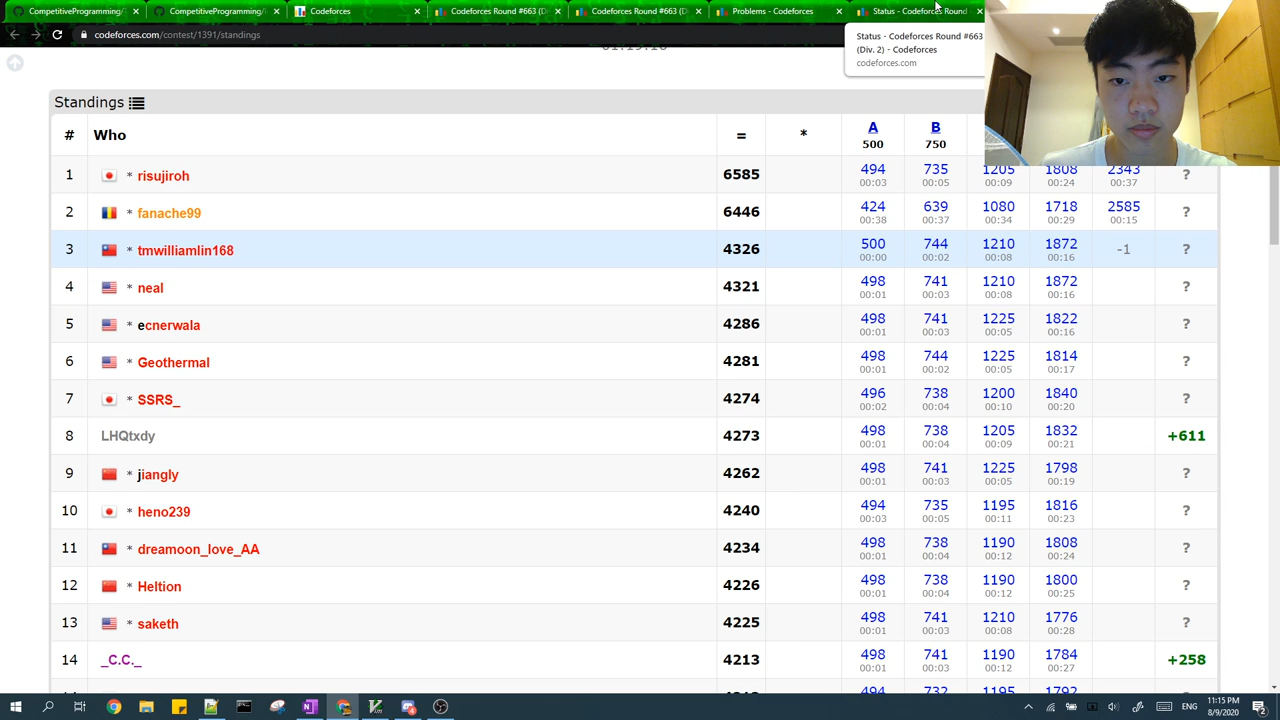 CompetitiveProgramming/
CompetitiveProgramming/
Codeforces
Codeforces Round #663 (D
Codeforces Round #663 (D
Problems - Codeforces
Status - Codeforces Round
codeforces.com/contest/1391/standings
Status - Codeforces Round #663
(Div. 2) - Codeforces
codeforces.com
Standings
# Who = * A B
500 750
1 * risujiroh 6585 494 735 1205 1808 2343 ?
00:03 00:05 00:09 00:24 00:37
2 * fanache99 6446 424 639 1080 1718 2585 ?
00:38 00:37 00:34 00:29 00:15
3 * tmwilliamlin168 4326 500 744 1210 1872 -1 ?
00:00 00:02 00:08 00:16
4 * neal 4321 498 741 1210 1872 ?
00:01 00:03 00:08 00:16
5 * ecnerwala 4286 498 741 1225 1822 ?
00:01 00:03 00:05 00:16
6 * Geothermal 4281 498 744 1225 1814 ?
00:01 00:02 00:05 00:17
7 * SSRS_ 4274 496 738 1200 1840 ?
00:02 00:04 00:10 00:20
8 LHQtxdy 4273 498 738 1205 1832 +611
00:01 00:04 00:09 00:21
9 * jiangly 4262 498 741 1225 1798 ?
00:01 00:03 00:05 00:19
10 * heno239 4240 494 735 1195 1816 ?
00:03 00:05 00:11 00:23
11 * dreamoon_love_AA 4234 498 738 1190 1808 ?
00:01 00:04 00:12 00:24
12 * Heltion 4226 498 738 1190 1800 ?
00:01 00:04 00:12 00:25
13 * saketh 4225 498 741 1210 1776 ?
00:01 00:03 00:08 00:28
14 _C.C._ 4213 498 741 1190 1784 +258
00:01 00:03 00:12 00:27
494 732 1195 1792
ENG
11:15 PM
8/9/2020
2